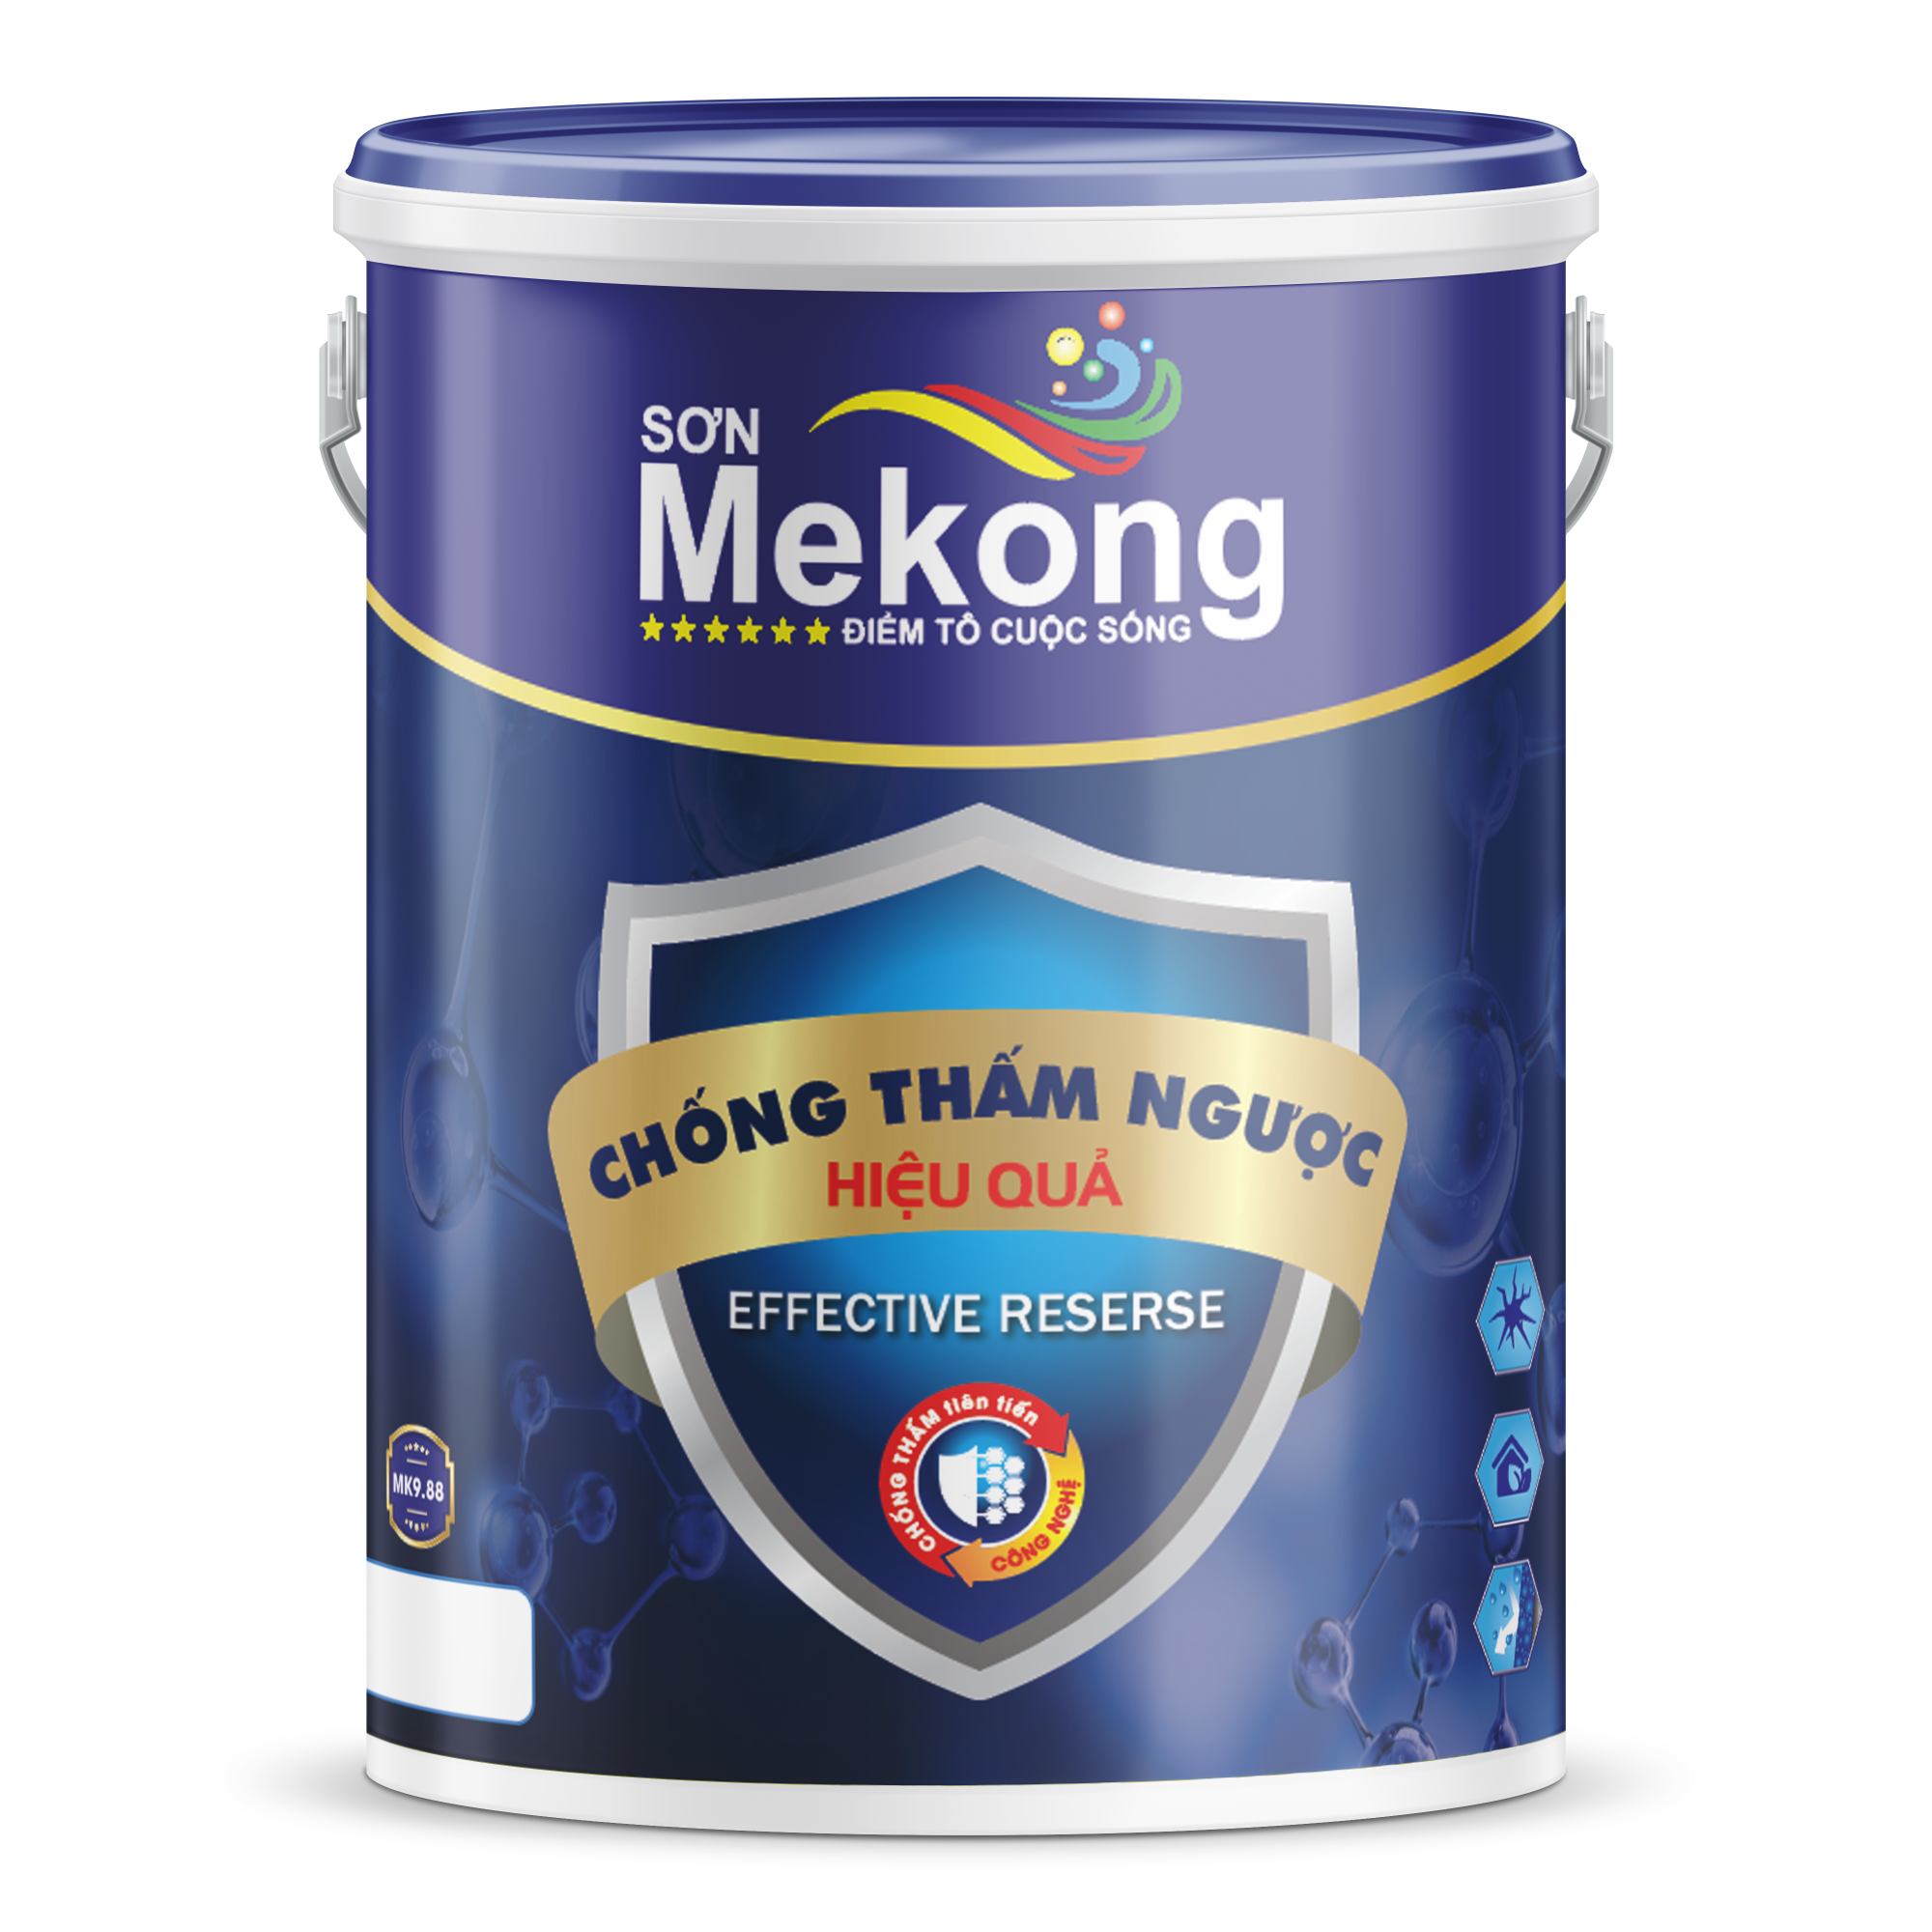 SƠN
Mekong
ĐIỂM TÔ CUỘC SỐNG
CHỐNG THẤM NGƯỢC
HIỆU QUẢ
EFFECTIVE RESERSE
CHỐNG THẤM tiên tiến
CÔNG NGHỆ
MK9.88